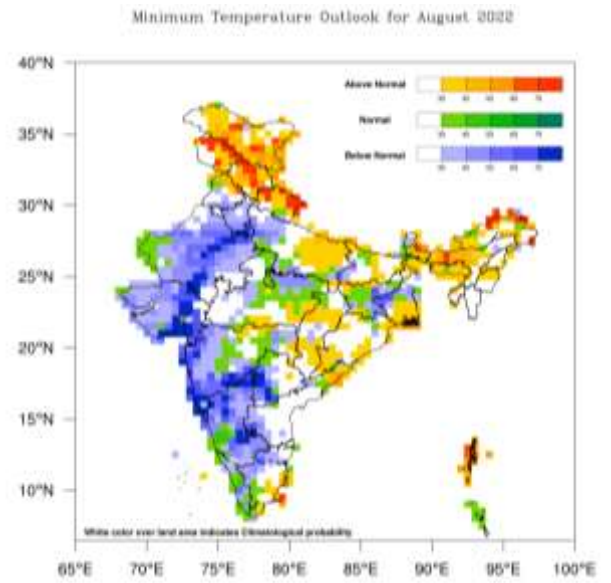 Minimum Temperature Outlook for August 2022
40°N
35°N
30°N
25°N
20°N
15°N
10°N
Above Normal
Normal
Below Normal
White color over land area indicates Climatological probability
65°E 70°E 75°E 80°E 85°E 90°E 95°E 100°E